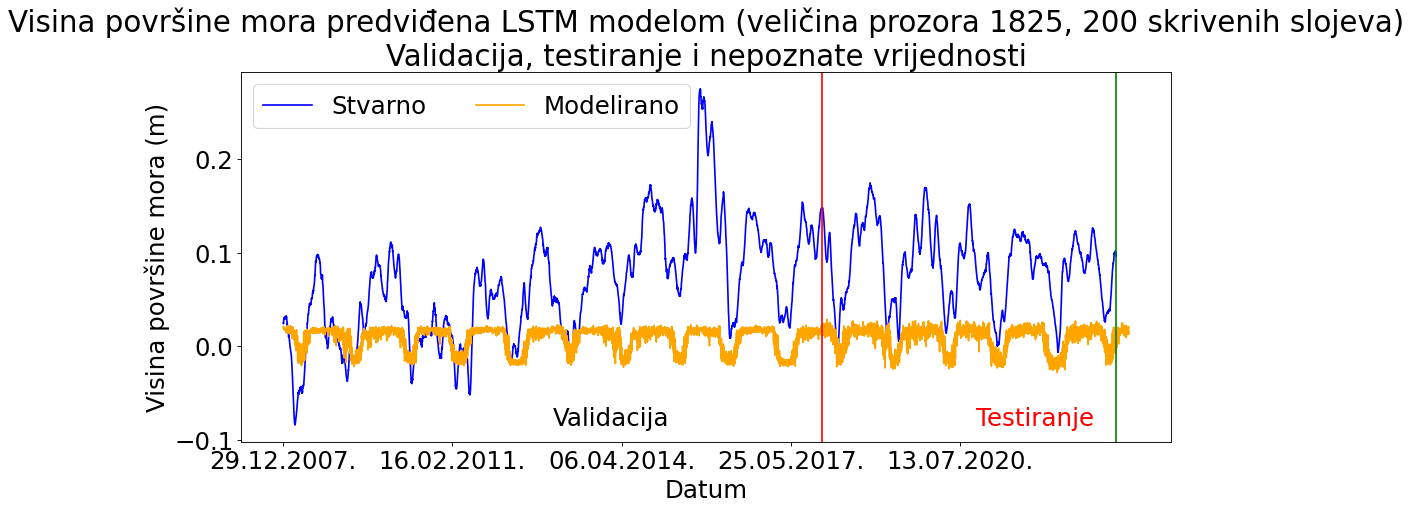 Visina površine mora predviđena LSTM modelom (veličina prozora 1825, 200 skrivenih slojeva)
Validacija, testiranje i nepoznate vrijednosti
Stvarno
Modelirano
Visina površine mora (m)
0.2
0.1
0.0
−0.1
Validacija
Testiranje
29.12.2007.
16.02.2011.
06.04.2014.
25.05.2017.
13.07.2020.
Datum